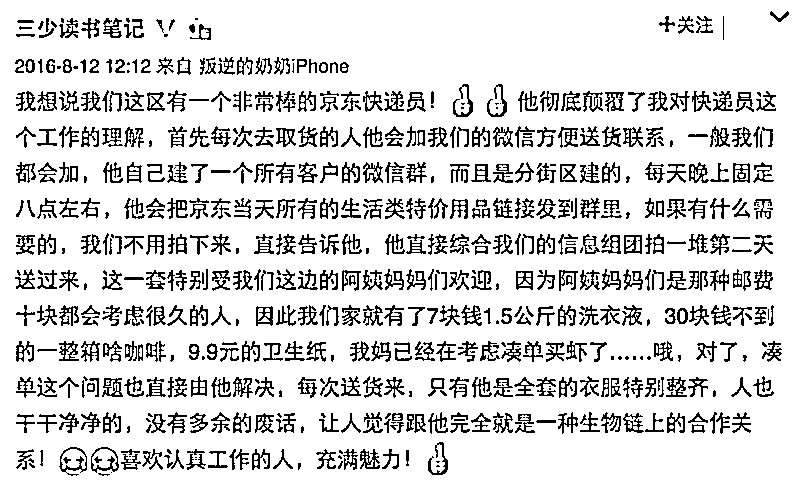 三少读书笔记 V
+关注
2016-8-12 12:12 来自 叛逆的奶奶iPhone
我想说我们这区有一个非常棒的京东快递员！他彻底颠覆了我对快递员这
个工作的理解，首先每次去取货的人他会加我们的微信方便送货联系，一般我们
都会加，他自己建了一个所有客户的微信群，而且是分街区建的，每天晚上固定
八点左右，他会把京东当天所有的生活类特价用品链接发到群里，如果有什么需
要的，我们不用拍下来，直接告诉他，他直接综合我们的信息组团拍一堆第二天
送过来，这一套特别受我们这边的阿姨妈妈们欢迎，因为阿姨妈妈们是那种邮费
十块都会考虑很久的人，因此我们家就有了7块钱1.5公斤的洗衣液，30块钱不到
的一整箱啥咖啡，9.9元的卫生纸，我妈已经在考虑凑单买虾了……哦，对了，凑
单这个问题也直接由他解决，每次送货来，只有他是全套的衣服特别整齐，人也
干干净净的，没有多余的废话，让人觉得跟他完全就是一种生物链上的合作关
系！喜欢认真工作的人，充满魅力！